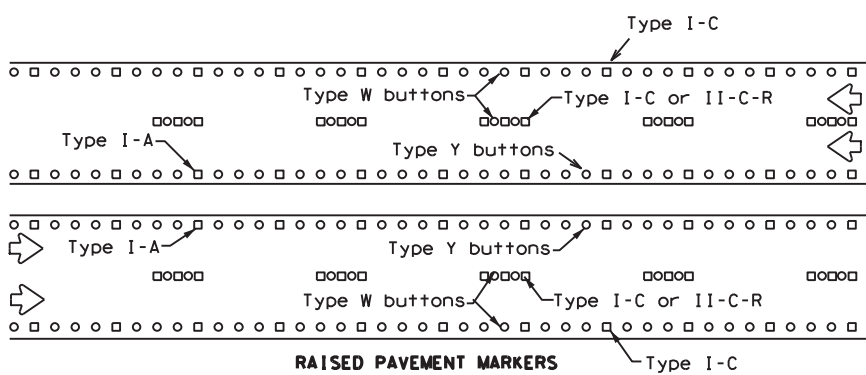 Type I-C
Type W buttons
Type I-C or II-C-R
Type I-A
Type Y buttons
Type I-A
Type Y buttons
Type W buttons
Type I-C or II-C-R
RAISED PAVEMENT MARKERS
Type I-C